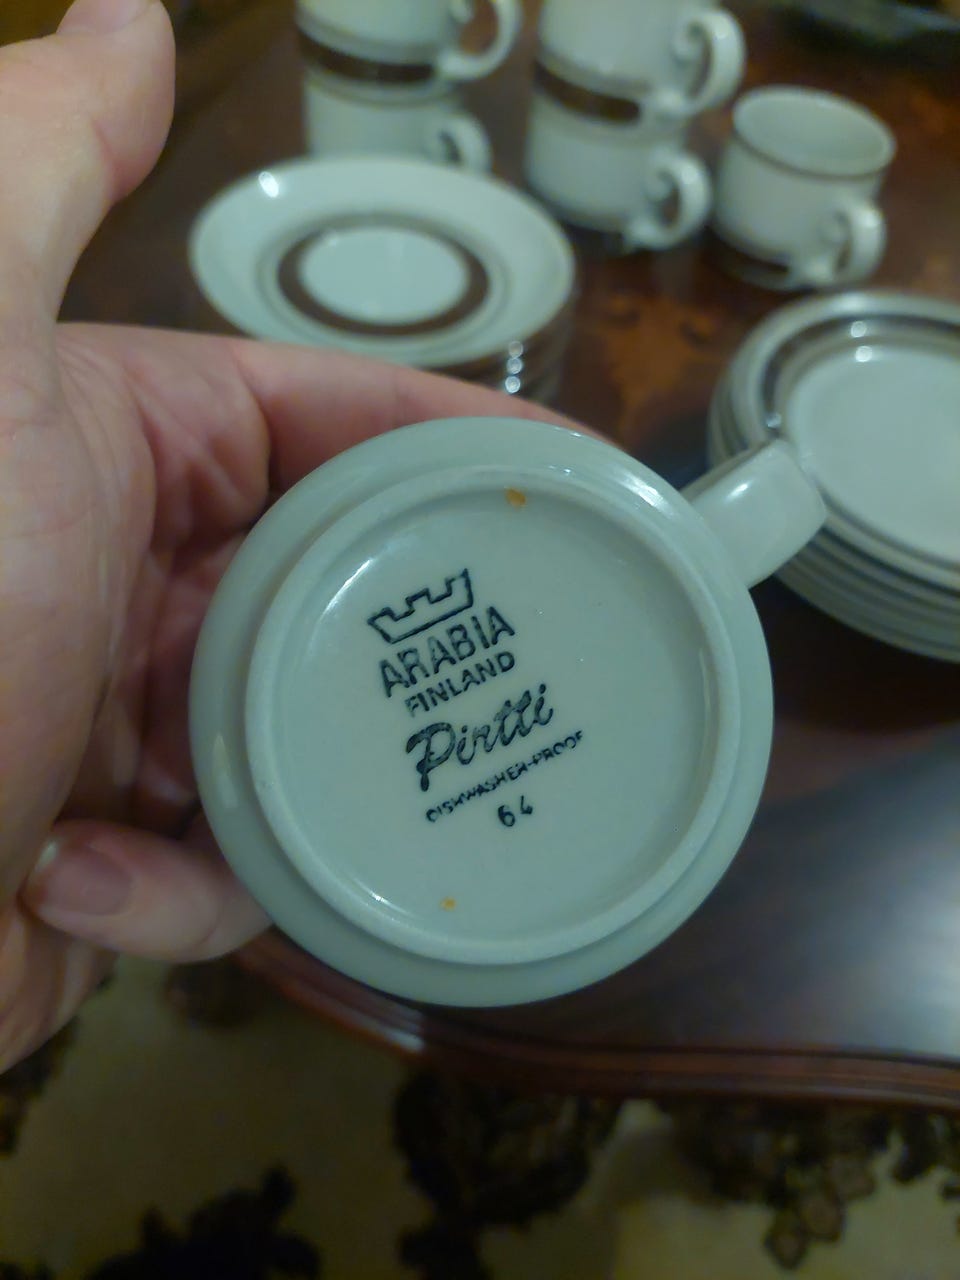 ARABIA
FINLAND
Pirtti
DISHWASHER-PROOF
64